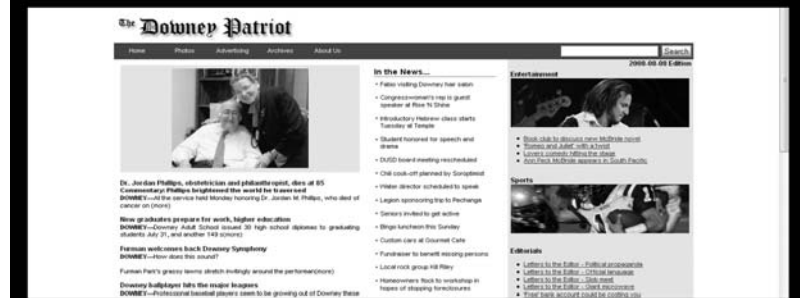 The Downey Patriot
Home Photos Advertising Archives About Us
Search
2008-08-08 Edition
Dr. Jordan Phillips, obstetrician and philanthropist, dies at 85
Commentary: Phillips brightened the world he traversed
DOWNEY—At the service held Monday honoring Dr. Jordan M. Phillips, who died of
cancer on (more)
New graduates prepare for work, higher education
DOWNEY—Downey Adult School issued 30 high school diplomas to graduating
students July 31, and another 149 s(more)
Furman welcomes back Downey Symphony
DOWNEY—How does this sound?
Furman Park's grassy lawns stretch invitingly around the performan(more)
Downey ballplayer hits the major leagues
DOWNEY—Professional baseball players seem to be growing out of Downey these
In the News...
• Fabio visiting Downey hair salon
• Congresswoman's rep is guest
speaker at Rise 'N Shine
• Introductory Hebrew class starts
Tuesday at Temple
• Student honored for speech and
drama
• DUSD board meeting rescheduled
• Chili cook-off planned by Soroptimist
• Water director scheduled to speak
• Legion sponsoring trip to Pechanga
• Seniors invited to get active
• Bingo luncheon this Sunday
• Custom cars at Gourmet Cafe
• Fundraiser to benefit missing persons
• Local rock group Kill Riley
• Homeowners flock to workshop in
hopes of stopping foreclosures
Entertainment
• Book club to discuss new McBride novel
• 'Romeo and Juliet' with a twist
• Lovers comedy hitting the stage
• Ann Peck McBride appears in South Pacific
Sports
Editorials
• Letters to the Editor - Political propaganda
• Letters to the Editor - Official language
• Letters to the Editor - Slob meet
• Letters to the Editor - Giant microwave
• 'Free' bank account could be costing you